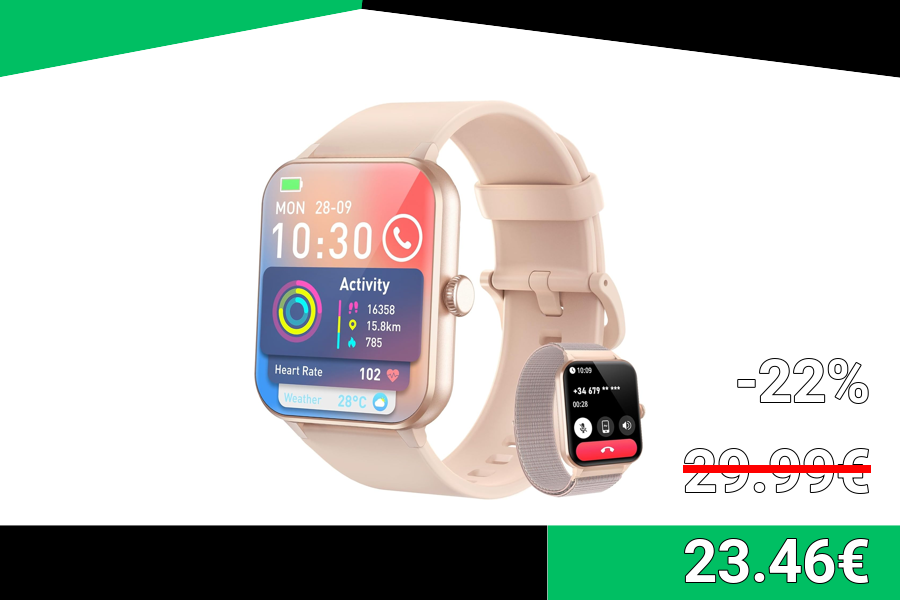 MON 28-09
10:30
Activity
16358
15.8km
785
Heart Rate 102
Weather 28°C
10:09
+34 679 ** ***
00:28
-22%
29.99€
23.46€